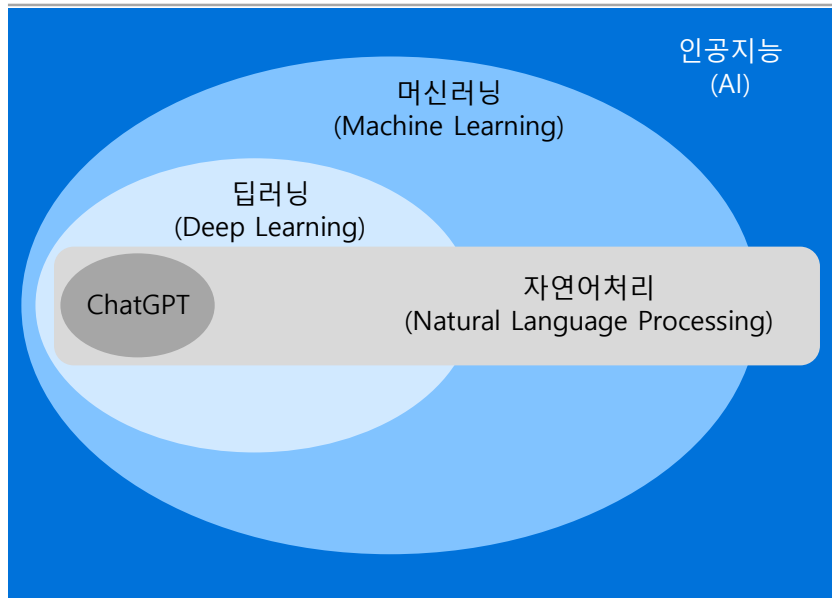 인공지능
(AI)
머신러닝
(Machine Learning)
딥러닝
(Deep Learning)
ChatGPT
자연어처리
(Natural Language Processing)